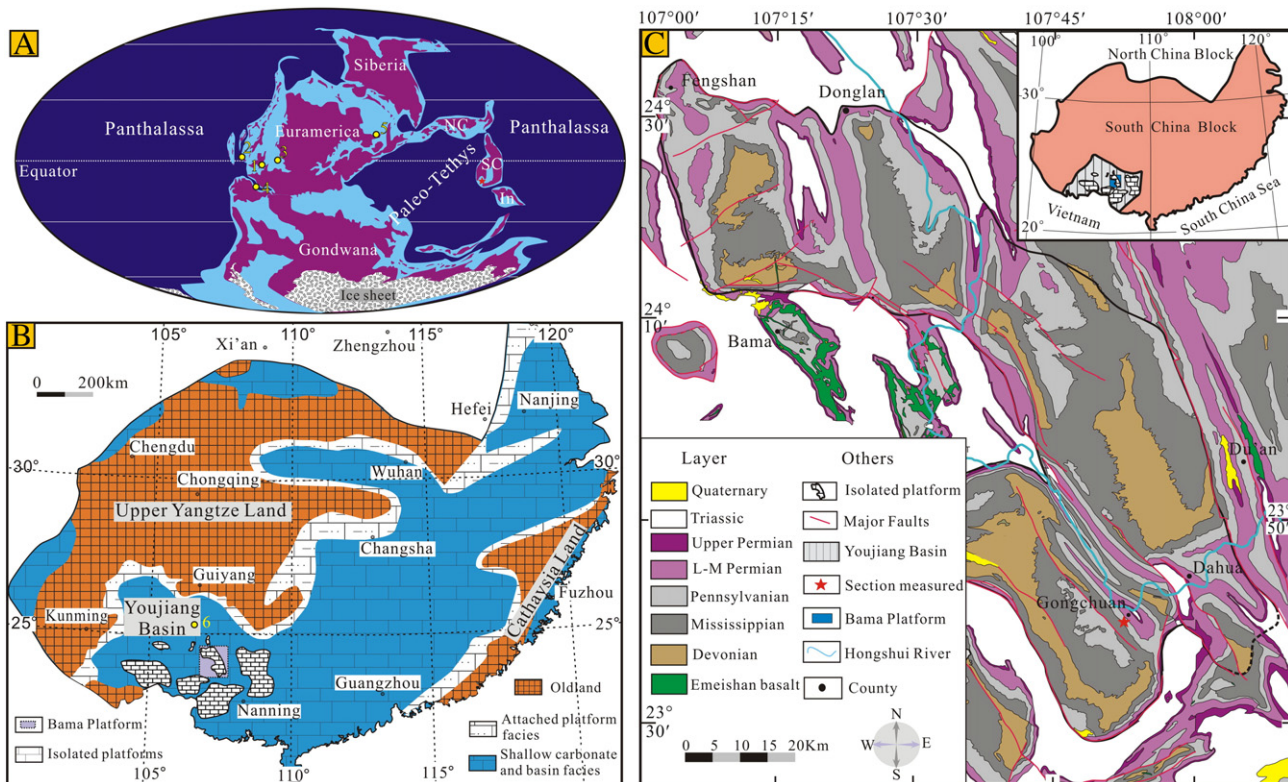 A
Siberia
Panthalassa
Euramerica
NC
Panthalassa
Equator
Paleo-Tethys
SC
In
Gondwana
Ice sheet
B
105°
110°
115°
120°
Xi’an
Zhengzhou
0
200km
Hefei
Nanjing
Chengdu
30°
30°
Wuhan
Chongqing
Upper Yangtze Land
Changsha
Guiyang
Cathaysia Land
Fuzhou
Kunming
Youjiang
Basin
6
25°
25°
Guangzhou
Nanning
Bama Platform
Isolated platforms
Oldland
Attached platform
facies
Shallow carbonate
and basin facies
105°
110°
115°
C
107°00′
107°15′
107°30′
107°45′
108°00′
Fengshan
Donglan
24°
30′
100°
110°
120°
North China Block
30°
South China Block
Vietnam
South China Sea
20°
24°
10′
Bama
Du’an
23°
50′
Dahua
Gongchuan
Layer
Others
Quaternary
Isolated platform
Triassic
Major Faults
Upper Permian
Youjiang Basin
L-M Permian
Section measured
Pennsylvanian
Bama Platform
Mississippian
Hongshui River
Devonian
County
Emeishan basalt
23°
30′
0
5
10
15
20Km
N
W
E
S